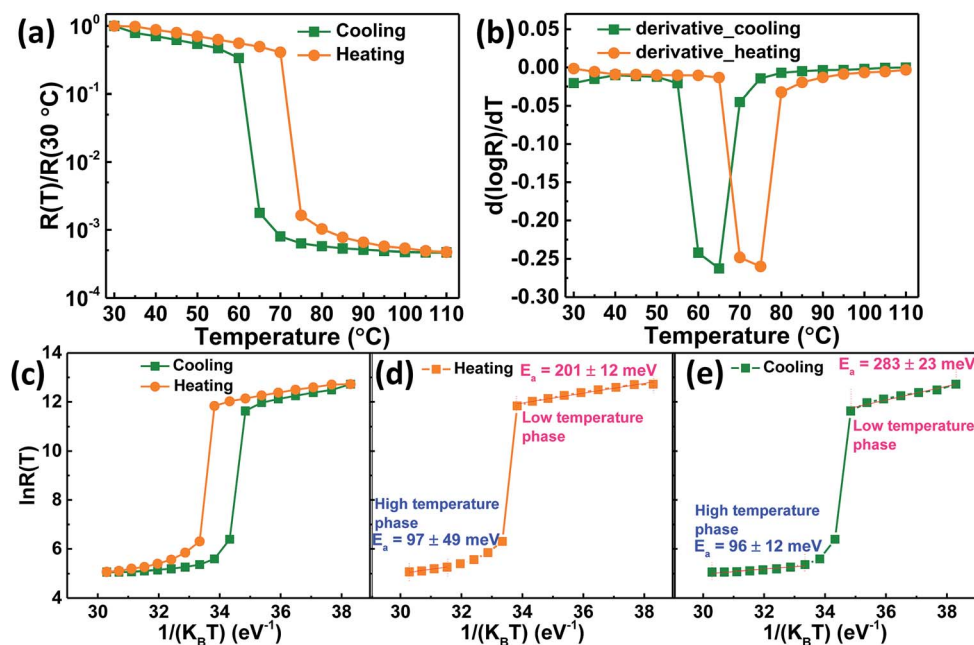 (a)
Cooling
Heating
10⁰
10⁻¹
10⁻²
10⁻³
10⁻⁴
R(T)/R(30 °C)
30 40 50 60 70 80 90 100 110
Temperature (°C)
(b)
derivative_cooling
derivative_heating
0.00
-0.05
-0.10
-0.15
-0.20
-0.25
-0.30
d(logR)/dT
30 40 50 60 70 80 90 100 110
Temperature (°C)
(c)
Cooling
Heating
12
10
8
6
4
lnR(T)
30 32 34 36 38
1/(K_BT) (eV⁻¹)
(d)
Heating
E_a = 201 ± 12 meV
Low temperature
phase
High temperature
phase
E_a = 97 ± 49 meV
30 32 34 36 38
1/(K_BT) (eV⁻¹)
(e)
Cooling
E_a = 283 ± 23 meV
Low temperature
phase
High temperature
phase
E_a = 96 ± 12 meV
30 32 34 36 38
1/(K_BT) (eV⁻¹)